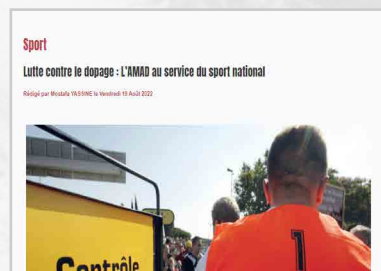 Sport
Lutte contre le dopage : L'AMAD au service du sport national
Rédigé par Mostafa YASSINE le Vendredi 19 Août 2022
Contrôle
1